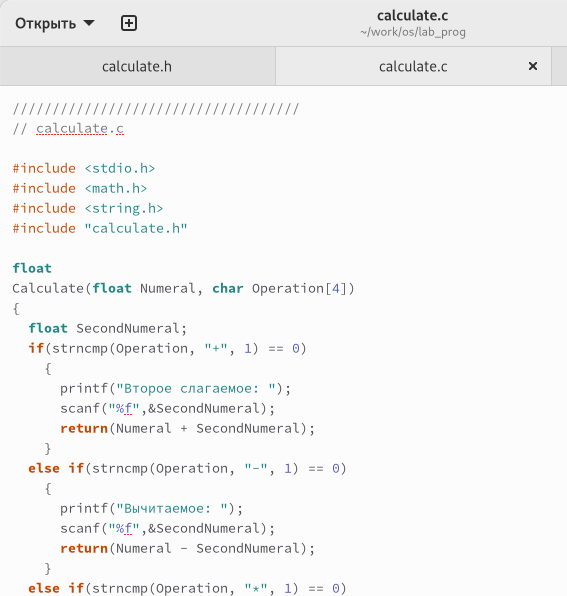 Открыть
calculate.c
~/work/os/lab_prog
calculate.h
calculate.c
////////////////////////////////////
// calculate.c
#include <stdio.h>
#include <math.h>
#include <string.h>
#include "calculate.h"
float
Calculate(float Numeral, char Operation[4])
{
float SecondNumeral;
if(strncmp(Operation, "+", 1) == 0)
{
printf("Второе слагаемое: ");
scanf("%f",&SecondNumeral);
return(Numeral + SecondNumeral);
}
else if(strncmp(Operation, "-", 1) == 0)
{
printf("Вычитаемое: ");
scanf("%f",&SecondNumeral);
return(Numeral - SecondNumeral);
}
else if(strncmp(Operation, "*", 1) == 0)